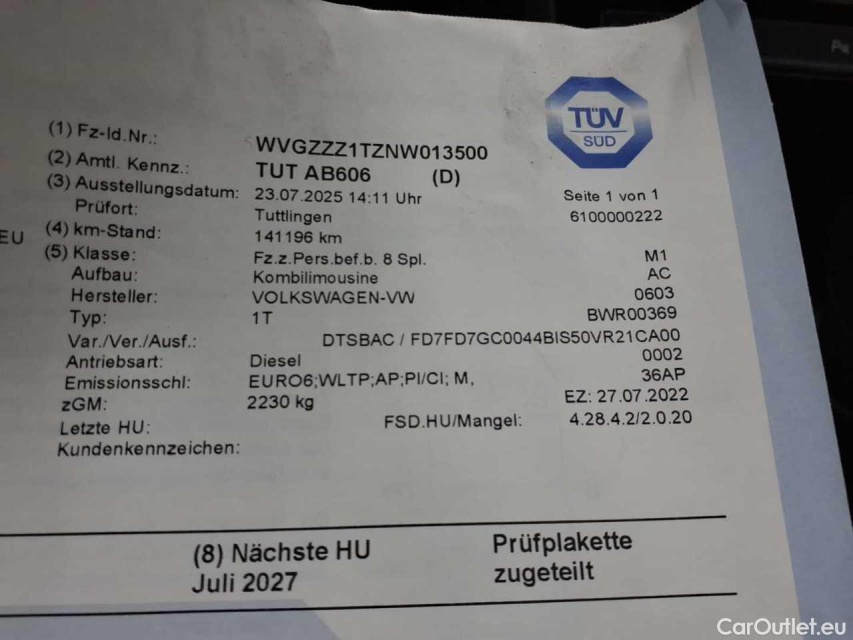 TÜV
SÜD
(1) Fz-Id.Nr.: WVGZZZ1TZNW013500
(2) Amtl. Kennz.: TUT AB606 (D)
(3) Ausstellungsdatum: 23.07.2025 14:11 Uhr Seite 1 von 1
Prüfort: Tuttlingen 6100000222
EU (4) km-Stand: 141196 km
(5) Klasse: Fz.z.Pers.bef.b. 8 Spl. M1
Aufbau: Kombilimousine AC
Hersteller: VOLKSWAGEN-VW 0603
Typ: 1T BWR00369
Var./Ver./Ausf.: DTSBAC / FD7FD7GC0044BIS50VR21CA00
Antriebsart: Diesel 0002
Emissionsschl: EURO6;WLTP;AP;PI/CI; M, 36AP
zGM: 2230 kg EZ: 27.07.2022
Letzte HU: FSD.HU/Mangel: 4.28.4.2/2.0.20
Kundenkennzeichen:
(8) Nächste HU Prüfplakette
Juli 2027 zugeteilt
CarOutlet.eu